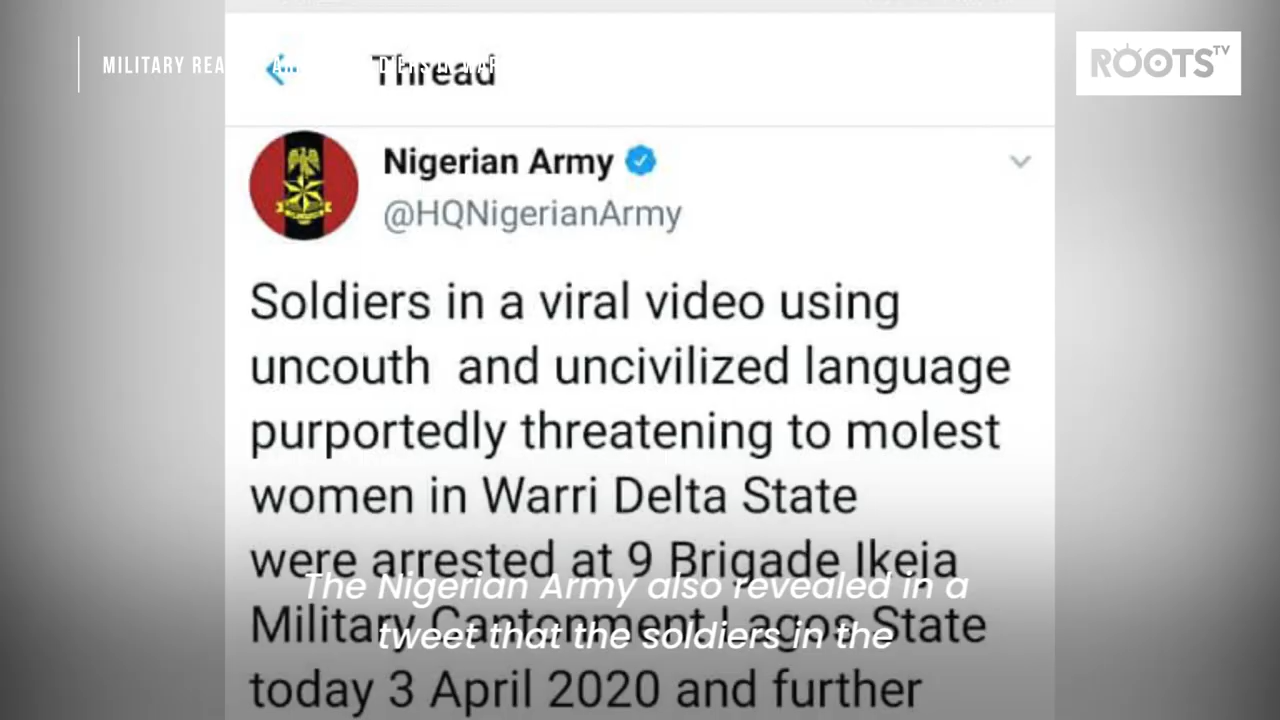 MILITARY REA
Thread
ROOTS TV
Nigerian Army
@HQNigerianArmy
Soldiers in a viral video using
uncouth and uncivilized language
purportedly threatening to molest
women in Warri Delta State
were arrested at 9 Brigade Ikeja
Military Cantonment Lagos State
today 3 April 2020 and further
The Nigerian Army also revealed in a
tweet that the soldiers in the